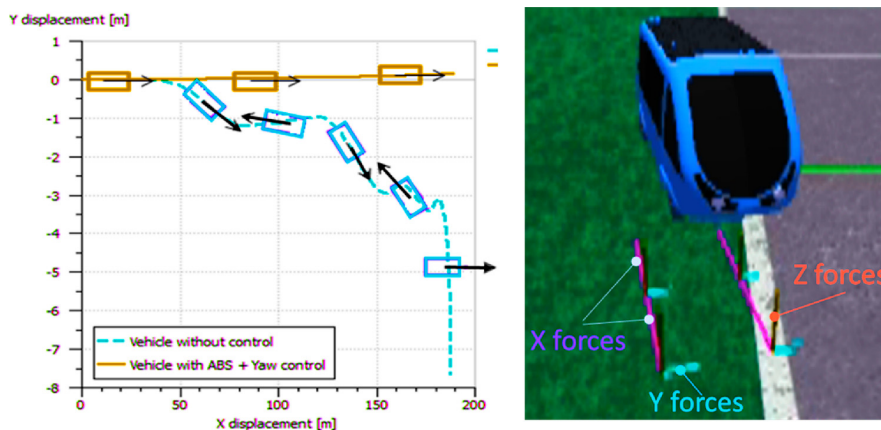 Y displacement [m]
1
0
-1
-2
-3
-4
-5
-6
-7
-8
Vehicle without control
Vehicle with ABS + Yaw control
0
50
100
150
200
X displacement [m]
Z forces
X forces
Y forces